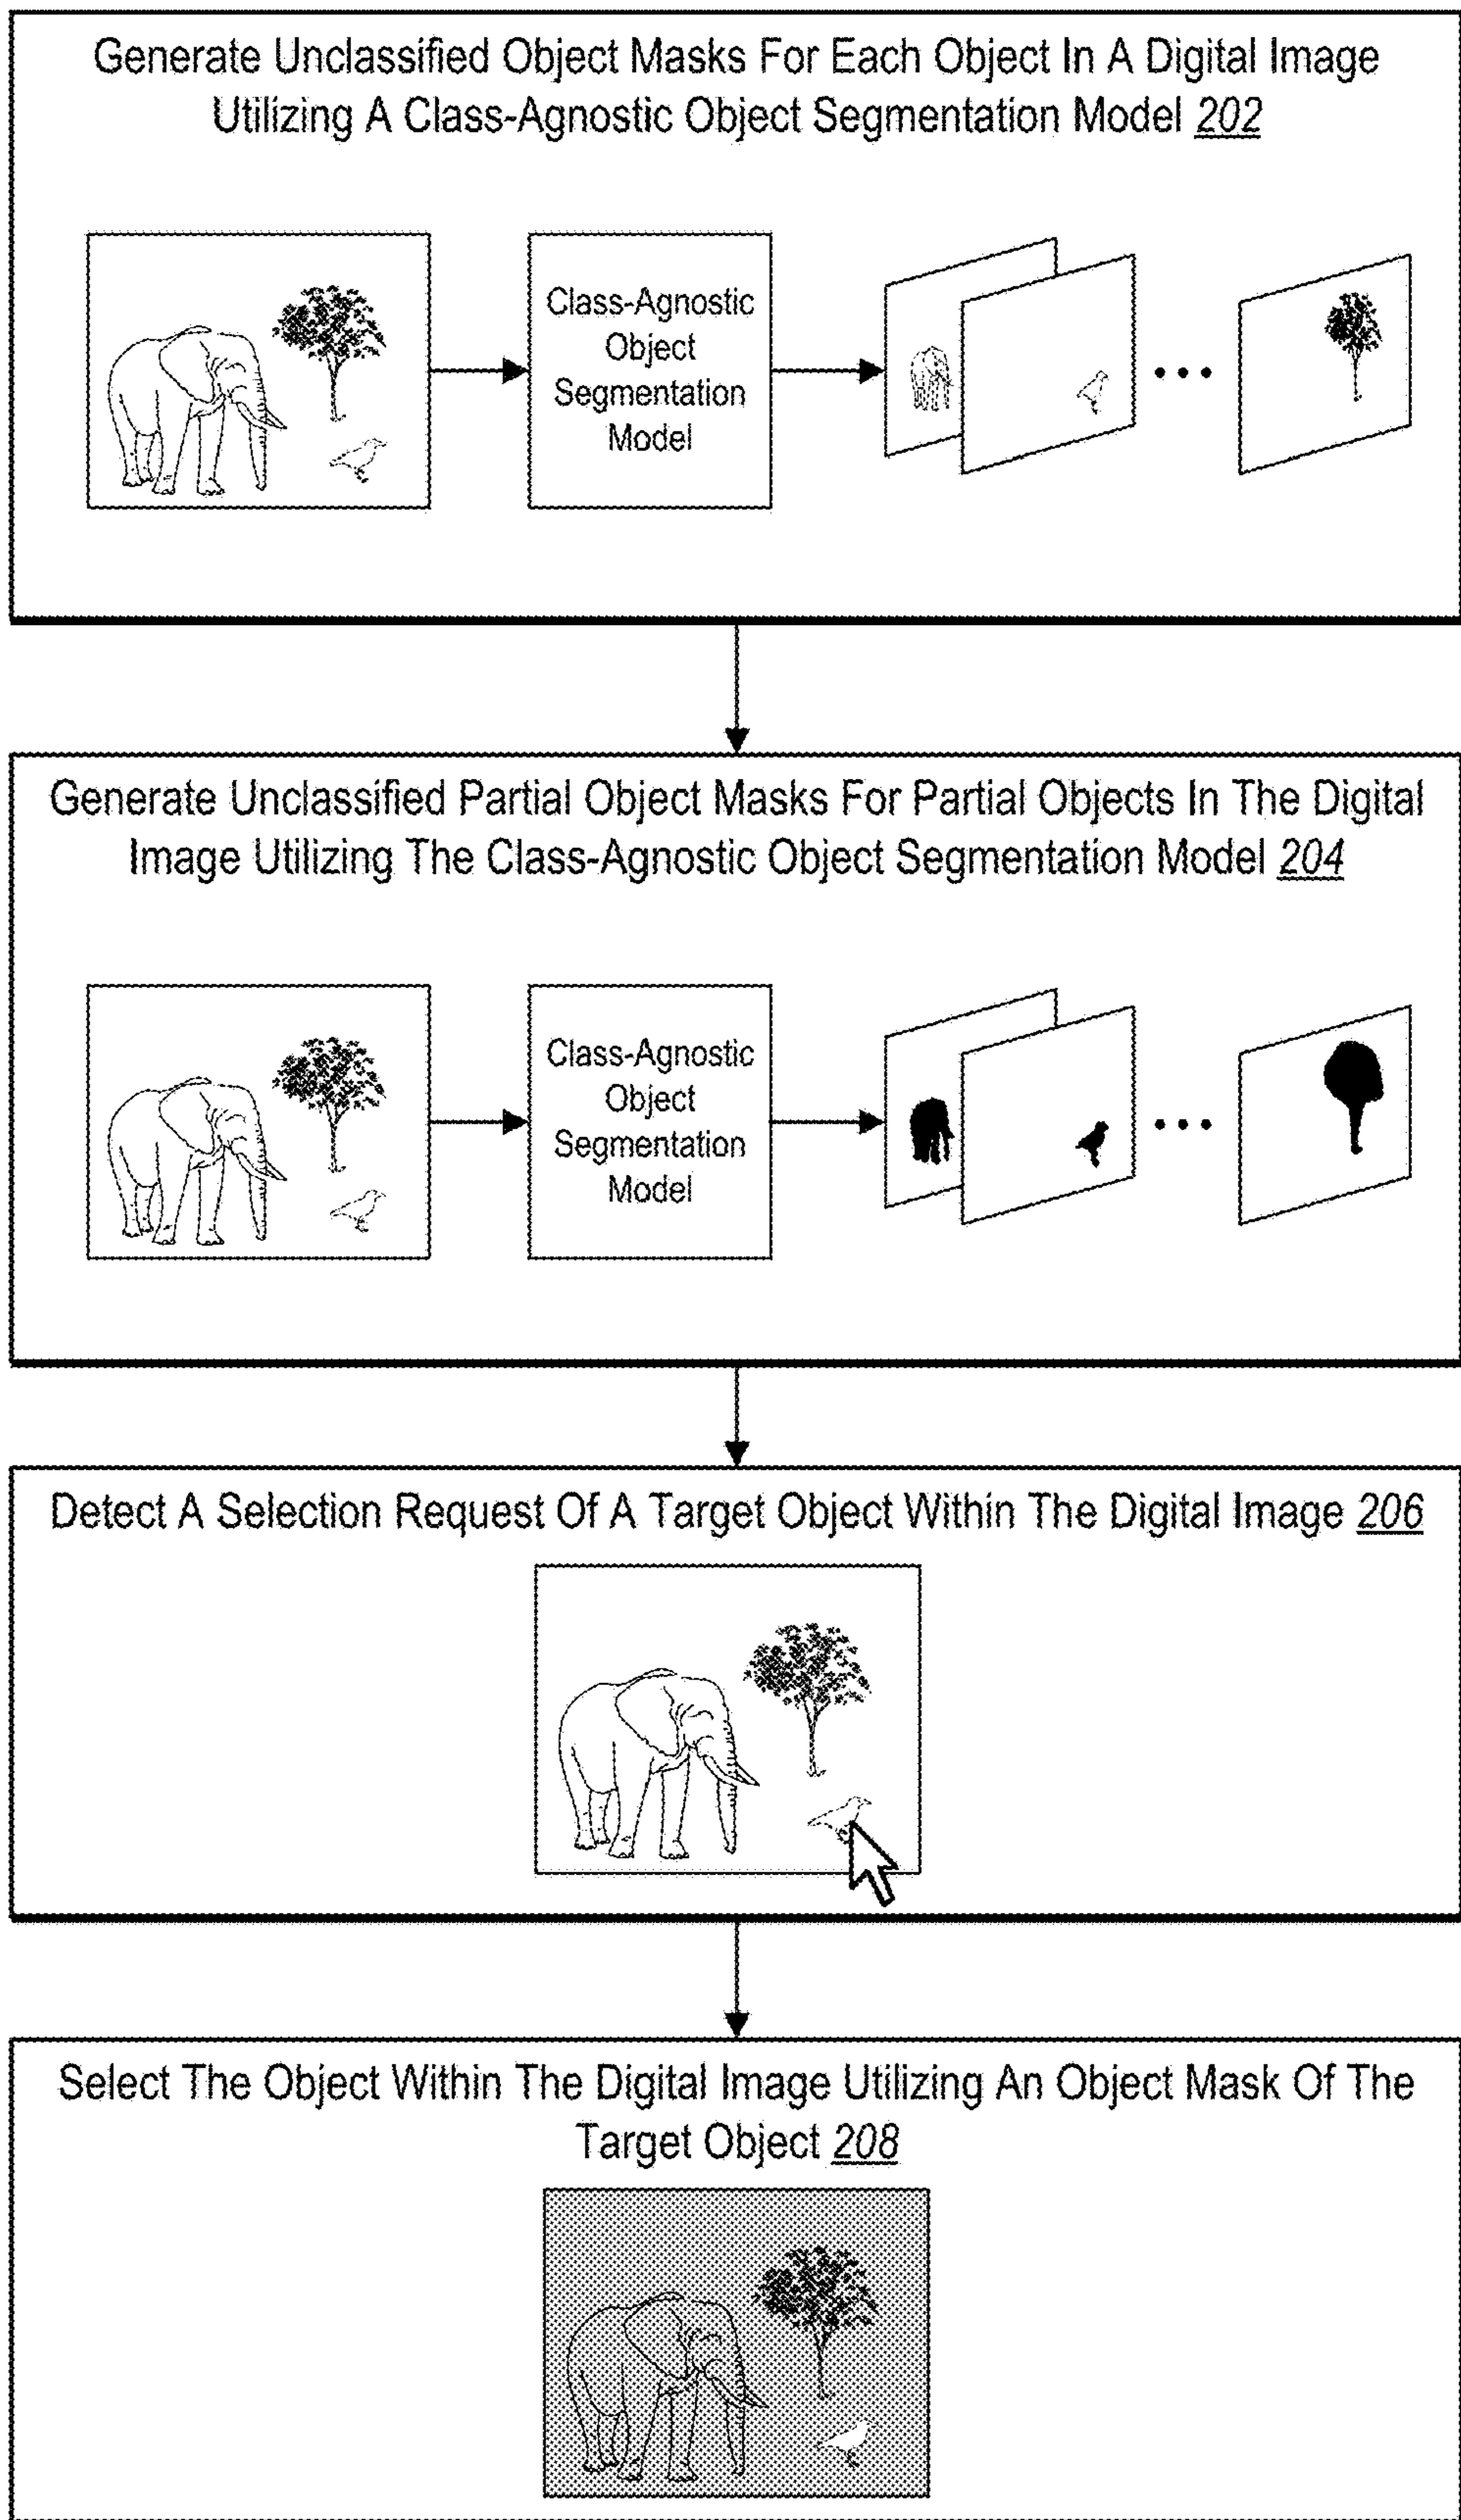 Generate Unclassified Object Masks For Each Object In A Digital Image
Utilizing A Class-Agnostic Object Segmentation Model 202
Class-Agnostic
Object
Segmentation
Model
Generate Unclassified Partial Object Masks For Partial Objects In The Digital
Image Utilizing The Class-Agnostic Object Segmentation Model 204
Class-Agnostic
Object
Segmentation
Model
Detect A Selection Request Of A Target Object Within The Digital Image 206
Select The Object Within The Digital Image Utilizing An Object Mask Of The
Target Object 208